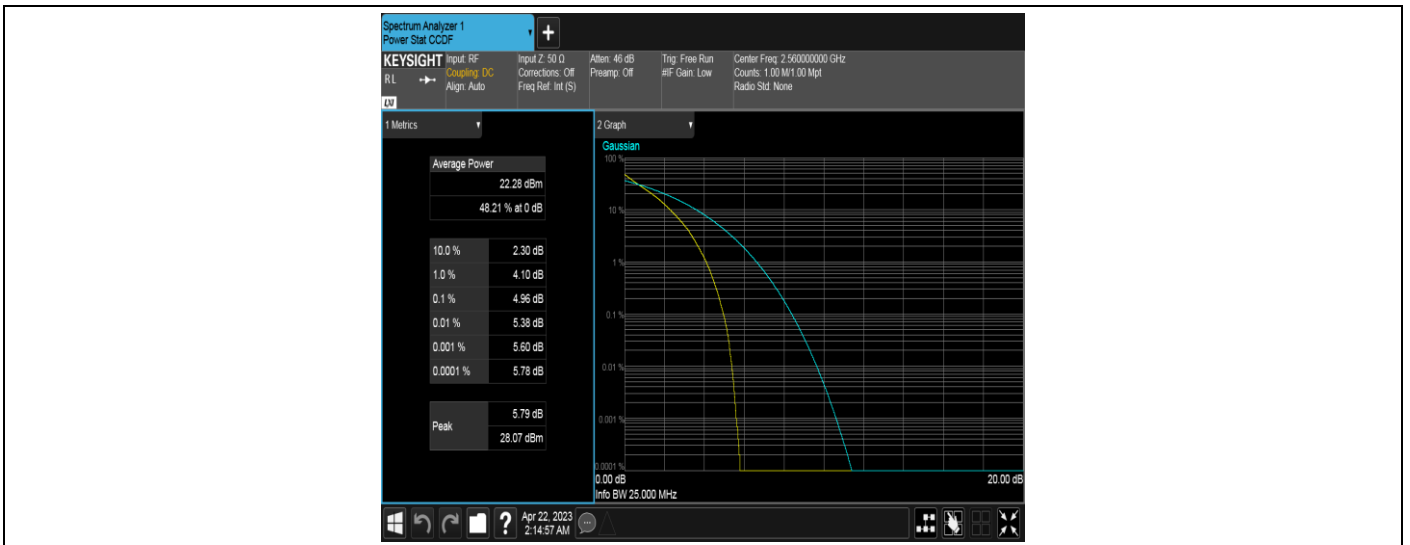 Spectrum Analyzer 1
Power Stat CCDF
+
KEYSIGHT
RL
LXI
Input: RF
Coupling: DC
Align: Auto
Input Z: 50 Ω
Corrections: Off
Freq Ref: Int (S)
Atten: 46 dB
Preamp: Off
Trig: Free Run
#IF Gain: Low
Center Freq: 2.560000000 GHz
Counts: 1.00 M/1.00 Mpt
Radio Std: None
1 Metrics
Average Power
22.28 dBm
48.21 % at 0 dB
10.0 % 2.30 dB
1.0 % 4.10 dB
0.1 % 4.96 dB
0.01 % 5.38 dB
0.001 % 5.60 dB
0.0001 % 5.78 dB
Peak
5.79 dB
28.07 dBm
2 Graph
Gaussian
100 %
10 %
1 %
0.1 %
0.01 %
0.001 %
0.0001 %
0.00 dB 20.00 dB
Info BW 25.000 MHz
?
Apr 22, 2023
2:14:57 AM